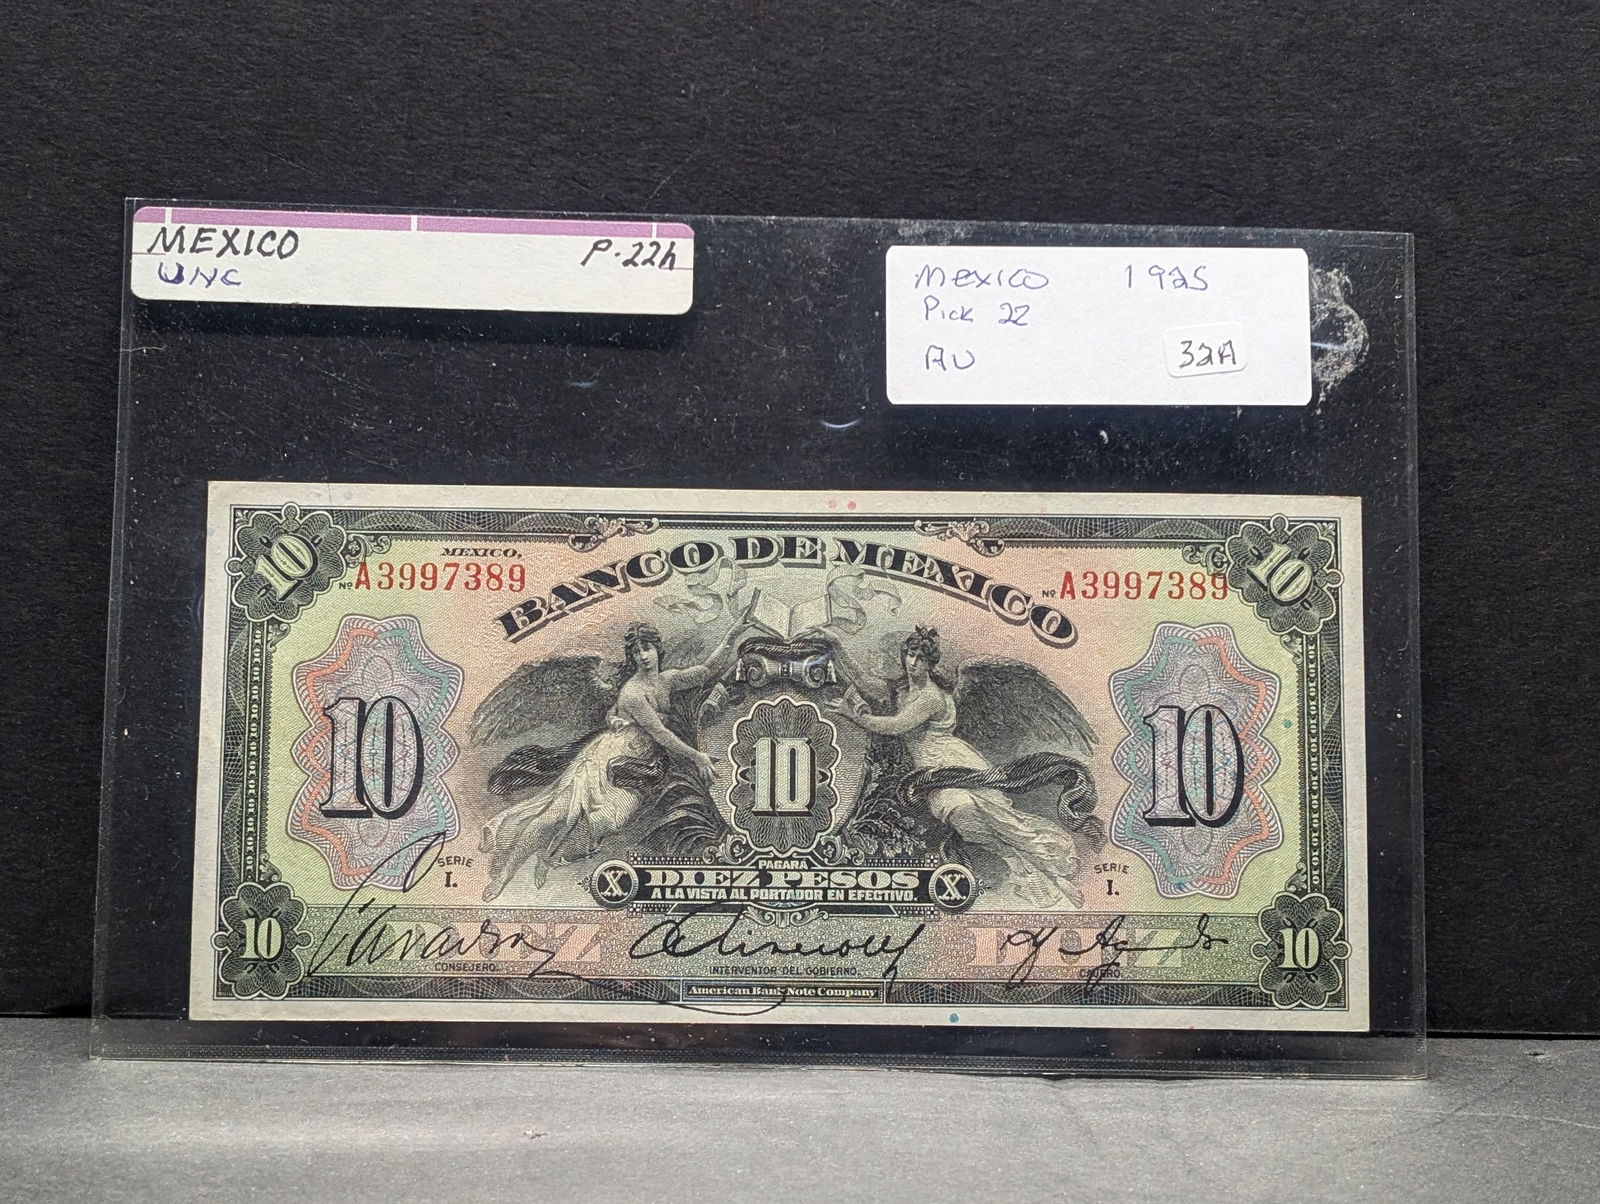 MEXICO P-22h
UNC
MEXICO 1925
Pick 22
AU
32A
10 10
MEXICO,
BANCO DE MEXICO
Nº A3997389 Nº A3997389
10 10 10
SERIE SERIE
I. I.
PAGARA
X DIEZ PESOS X
A LA VISTA AL PORTADOR EN EFECTIVO.
10 DIEZ DIEZ 10
CONSEJERO. INTERVENTOR DEL GOBIERNO. CAJERO.
American Bank Note Company